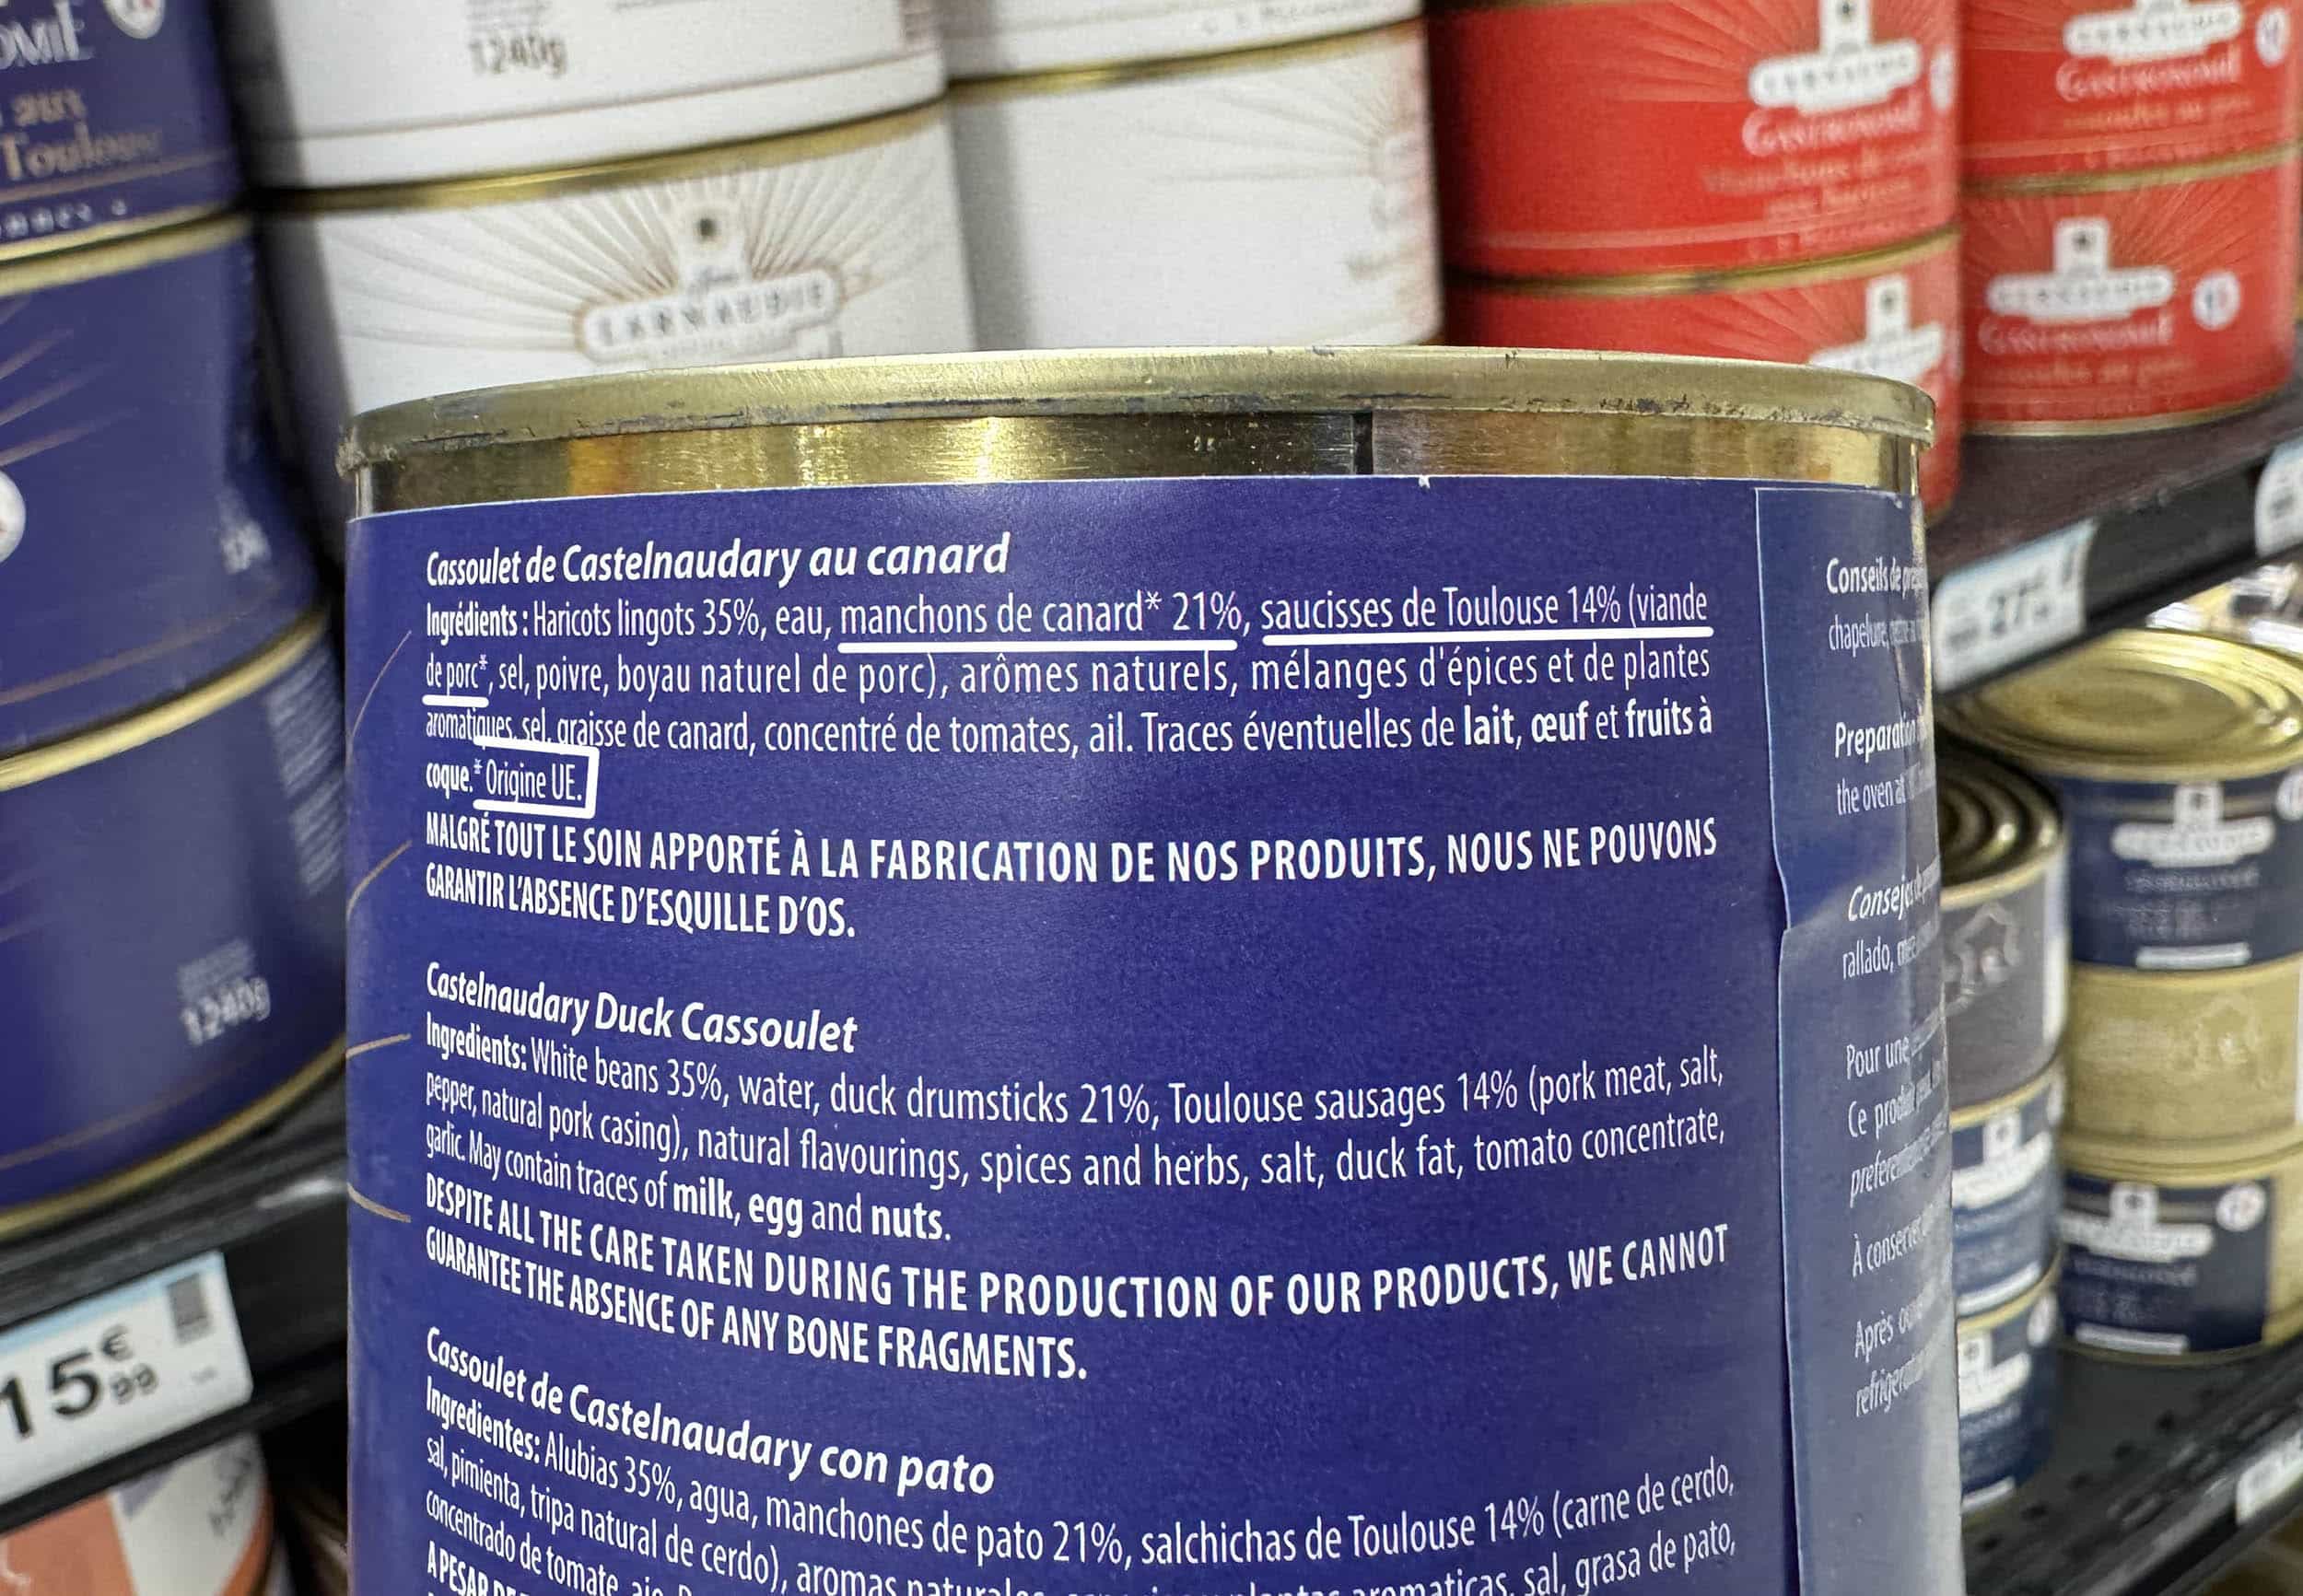 1240g
Toulouse
LARNAUDIE
GASTRONOMIE
GASTRONOMIE
GASTRONOMIE
27€
1240g
15€99
Cassoulet de Castelnaudary au canard
Ingrédients : Haricots lingots 35%, eau, manchons de canard* 21%, saucisses de Toulouse 14% (viande
de porc*, sel, poivre, boyau naturel de porc), arômes naturels, mélanges d'épices et de plantes
aromatiques, sel, graisse de canard, concentré de tomates, ail. Traces éventuelles de lait, œuf et fruits à
coque.* Origine UE.
MALGRÉ TOUT LE SOIN APPORTÉ À LA FABRICATION DE NOS PRODUITS, NOUS NE POUVONS
GARANTIR L'ABSENCE D'ESQUILLE D'OS.
Castelnaudary Duck Cassoulet
Ingredients: White beans 35%, water, duck drumsticks 21%, Toulouse sausages 14% (pork meat, salt,
pepper, natural pork casing), natural flavourings, spices and herbs, salt, duck fat, tomato concentrate,
garlic. May contain traces of milk, egg and nuts.
DESPITE ALL THE CARE TAKEN DURING THE PRODUCTION OF OUR PRODUCTS, WE CANNOT
GUARANTEE THE ABSENCE OF ANY BONE FRAGMENTS.
Cassoulet de Castelnaudary con pato
Ingredientes: Alubias 35%, agua, manchones de pato 21%, salchichas de Toulouse 14% (carne de cerdo,
sal, pimienta, tripa natural de cerdo), aromas aromaticas, sal, grasa de pato,
concentrado de tomate,
A PESAR
Conseils de
chapelure,
the oven at
rallado,
Pour une
Ce produit
À conserver
Après